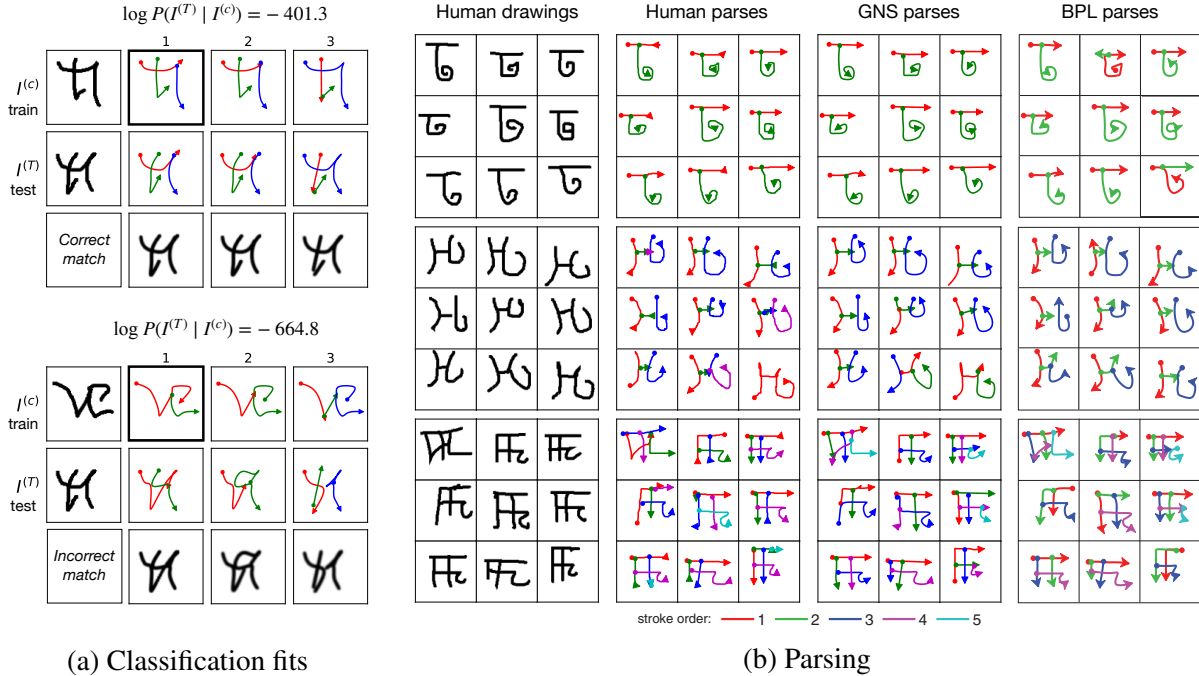 log P(I^(T) | I^(c)) = − 401.3
1 2 3
I^(c)
train
I^(T)
test
Correct
match
log P(I^(T) | I^(c)) = − 664.8
1 2 3
I^(c)
train
I^(T)
test
Incorrect
match
(a) Classification fits
Human drawings Human parses GNS parses BPL parses
stroke order: 1 2 3 4 5
(b) Parsing